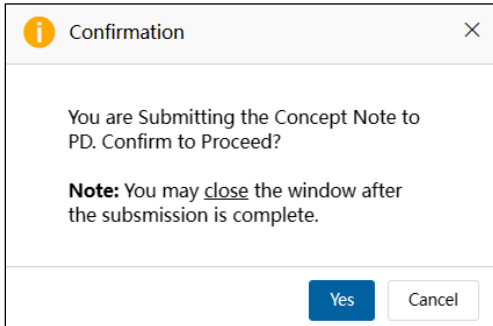 Confirmation
You are Submitting the Concept Note to
PD. Confirm to Proceed?
Note: You may close the window after
the subsmission is complete.
Yes
Cancel